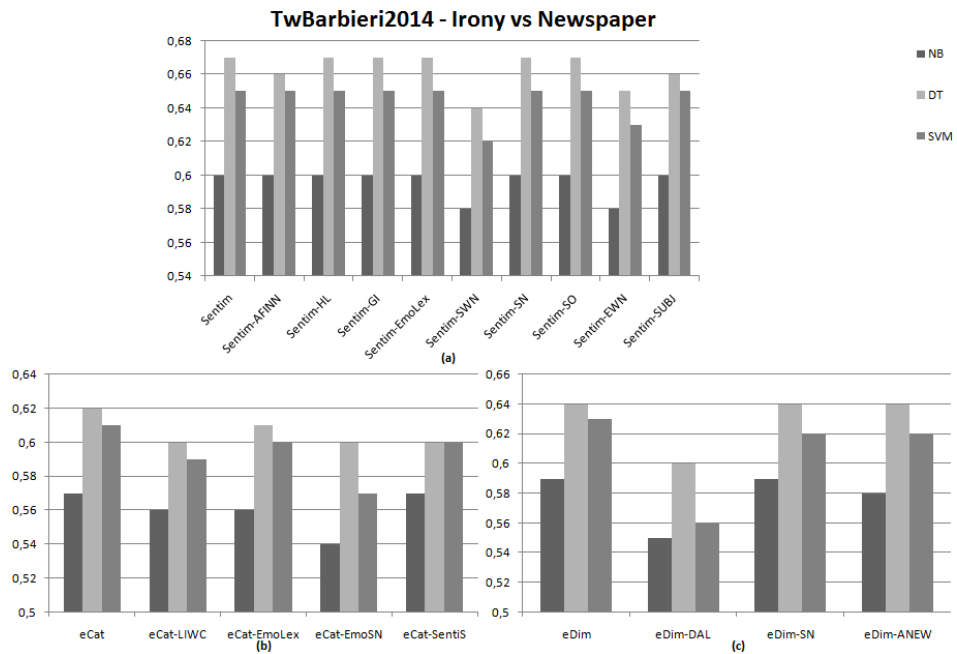 TwBarbieri2014 - Irony vs Newspaper
0,68
0,66
0,64
0,62
0,6
0,58
0,56
0,54
Sentim
Sentim-AFINN
Sentim-HL
Sentim-GI
Sentim-EmoLex
Sentim-SWN
Sentim-SN
Sentim-SO
Sentim-EWN
Sentim-SUBJ
(a)
NB
DT
SVM
0,64
0,62
0,6
0,58
0,56
0,54
0,52
0,5
eCat
eCat-LIWC
eCat-EmoLex
eCat-EmoSN
eCat-SentiS
(b)
0,66
0,64
0,62
0,6
0,58
0,56
0,54
0,52
0,5
eDim
eDim-DAL
eDim-SN
eDim-ANEW
(c)